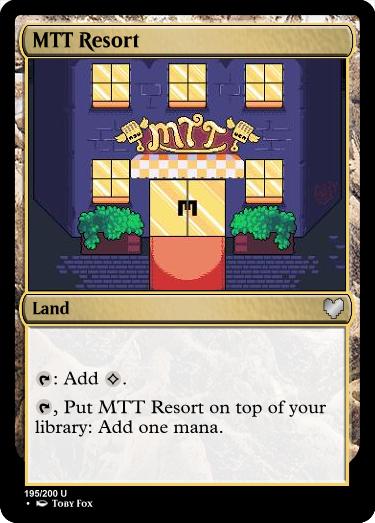 MTT Resort
MTT
M
Land
: Add .
, Put MTT Resort on top of your
library: Add one mana.
195/200 U
• Toby Fox